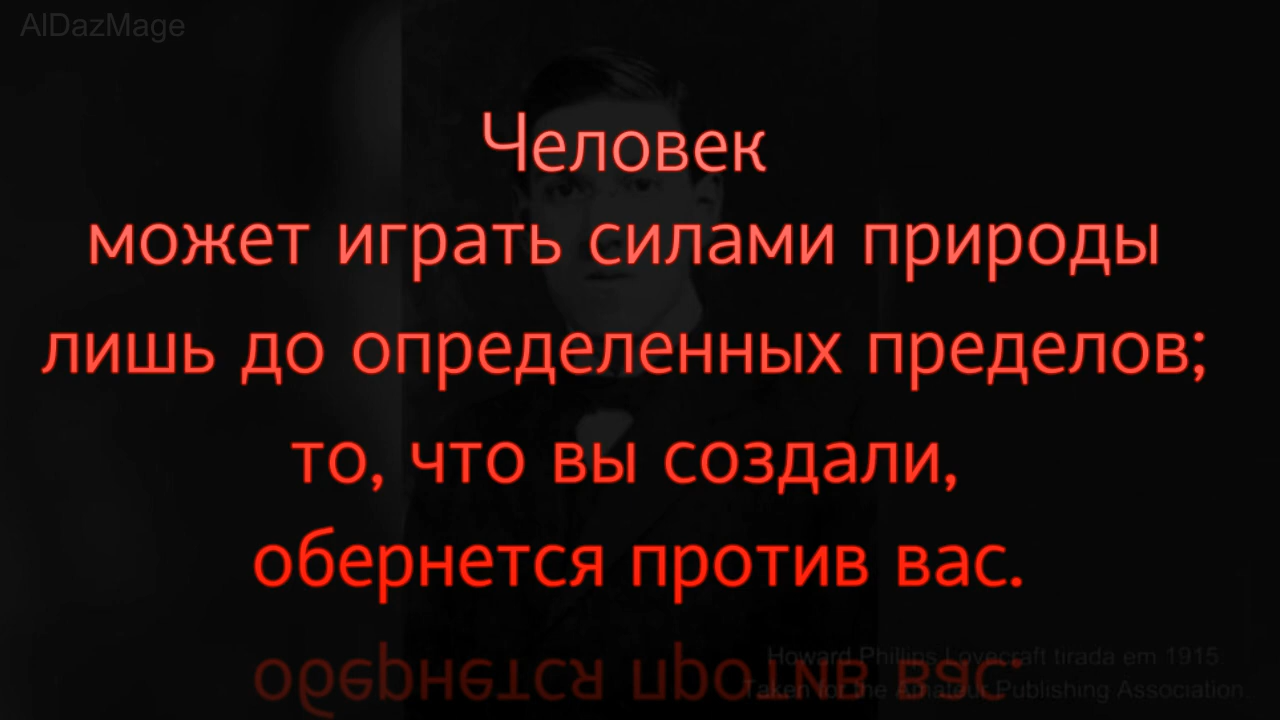 AlDazMage
Человек
может играть силами природы
лишь до определенных пределов;
то, что вы создали,
обернется против вас.
Howard Phillips Lovecraft tirada em 1915.
Taken for the Amateur Publishing Association.